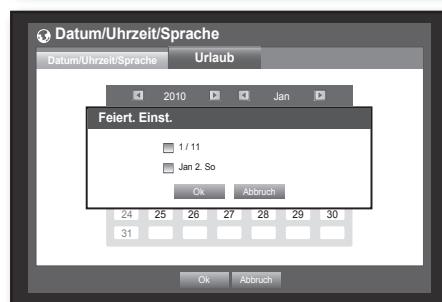 Datum/Uhrzeit/Sprache
Datum/Uhrzeit/Sprache Urlaub
2010 Jan
Feiert. Einst.
1 / 11
Jan 2. So
Ok Abbruch
24 25 26 27 28 29 30
31
Ok Abbruch